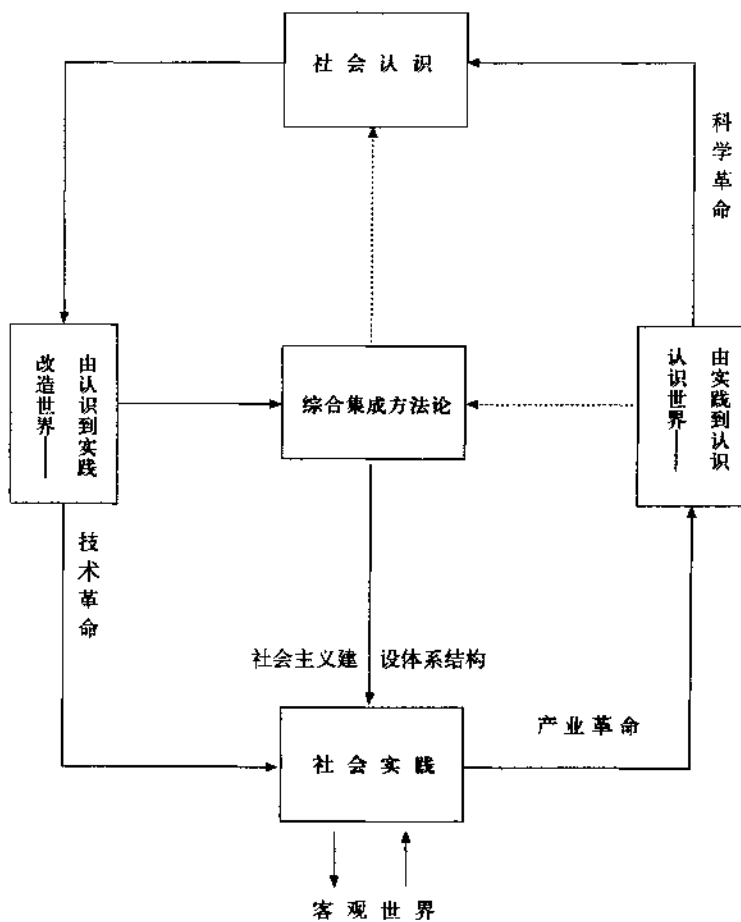 社会认识
科学革命
改造世界——
由认识到实践
综合集成方法论
认识世界——
由实践到认识
技术革命
社会主义建 设体系结构
产业革命
社会实践
客观世界